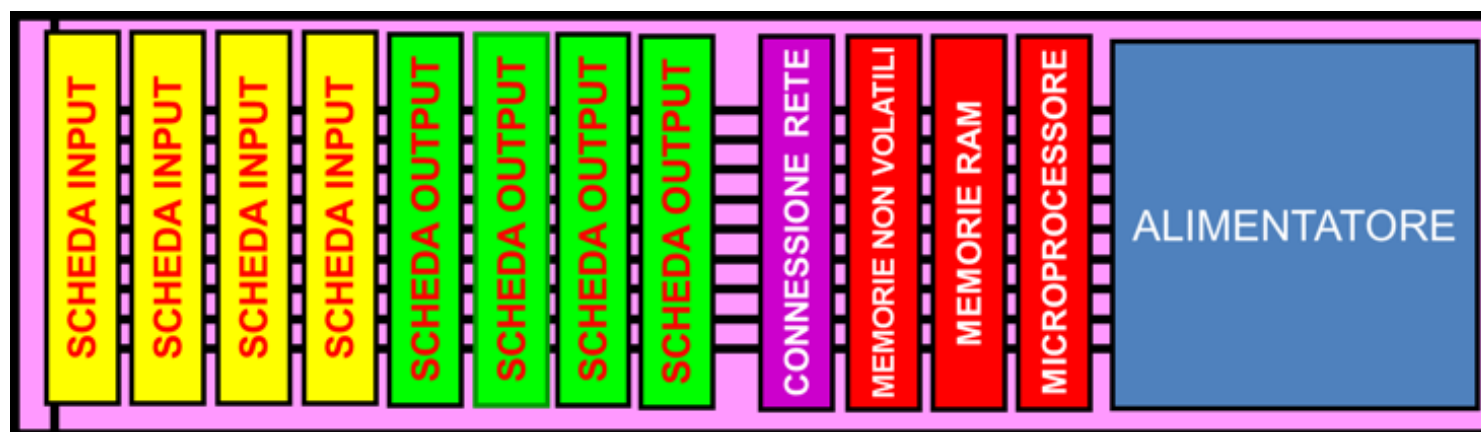 SCHEDA INPUT
SCHEDA INPUT
SCHEDA INPUT
SCHEDA INPUT
SCHEDA OUTPUT
SCHEDA OUTPUT
SCHEDA OUTPUT
SCHEDA OUTPUT
CONNESSIONE RETE
MEMORIE NON VOLATILI
MEMORIE RAM
MICROPROCESSORE
ALIMENTATORE